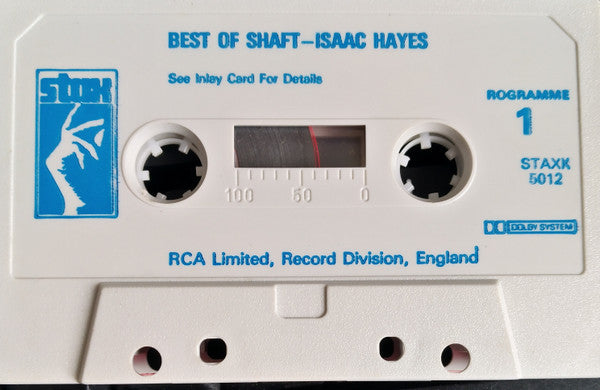 BEST OF SHAFT-ISAAC HAYES
See Inlay Card For Details
stax
ROGRAMME
1
STAXK
5012
100 50 0
DOLBY SYSTEM
RCA Limited, Record Division, England